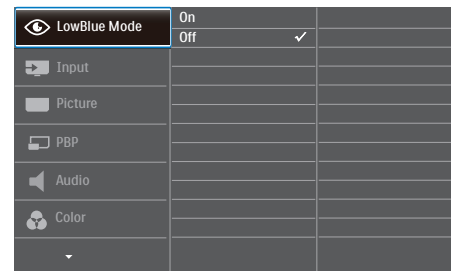 LowBlue Mode
On
Off
Input
Picture
PBP
Audio
Color